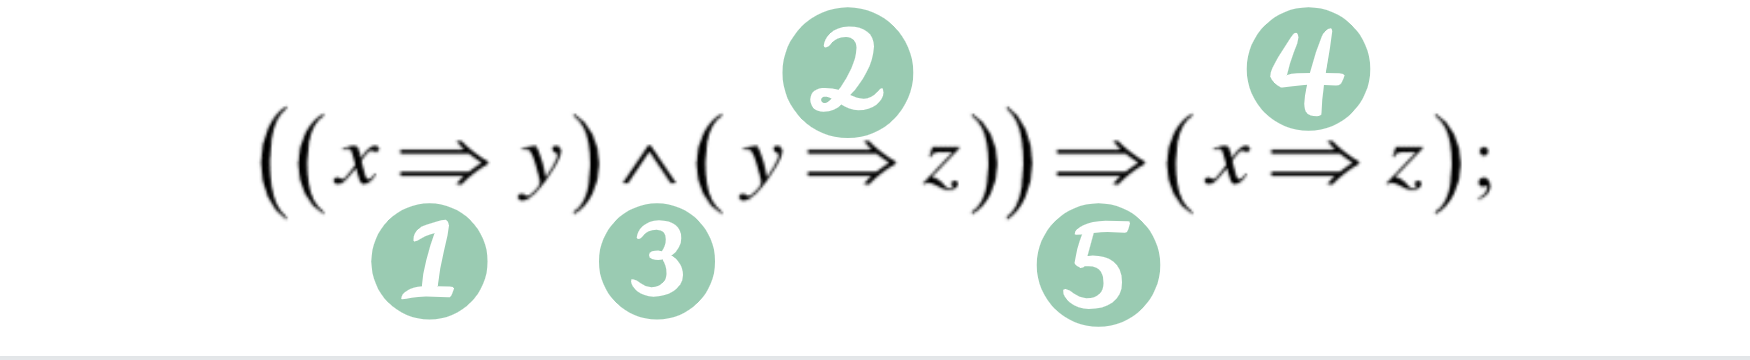 2 4
((x ⇒ y) ∧ (y ⇒ z)) ⇒ (x ⇒ z);
1 3 5